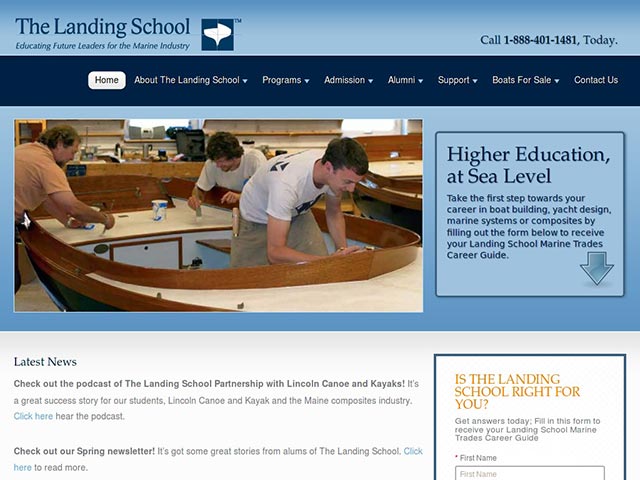 The Landing School
TM
Educating Future Leaders for the Marine Industry
Call 1-888-401-1481, Today.
Home About The Landing School Programs Admission Alumni Support Boats For Sale Contact Us
Higher Education,
at Sea Level
Take the first step towards your
career in boat building, yacht design,
marine systems or composites by
filling out the form below to receive
your Landing School Marine Trades
Career Guide.
Latest News
Check out the podcast of The Landing School Partnership with Lincoln Canoe and Kayaks! It's
a great success story for our students, Lincoln Canoe and Kayak and the Maine composites industry.
Click here hear the podcast.
Check out our Spring newsletter! It's got some great stories from alums of The Landing School. Click
here to read more.
IS THE LANDING
SCHOOL RIGHT FOR
YOU?
Get answers today; Fill in this form to
receive your Landing School Marine
Trades Career Guide
* First Name
First Name